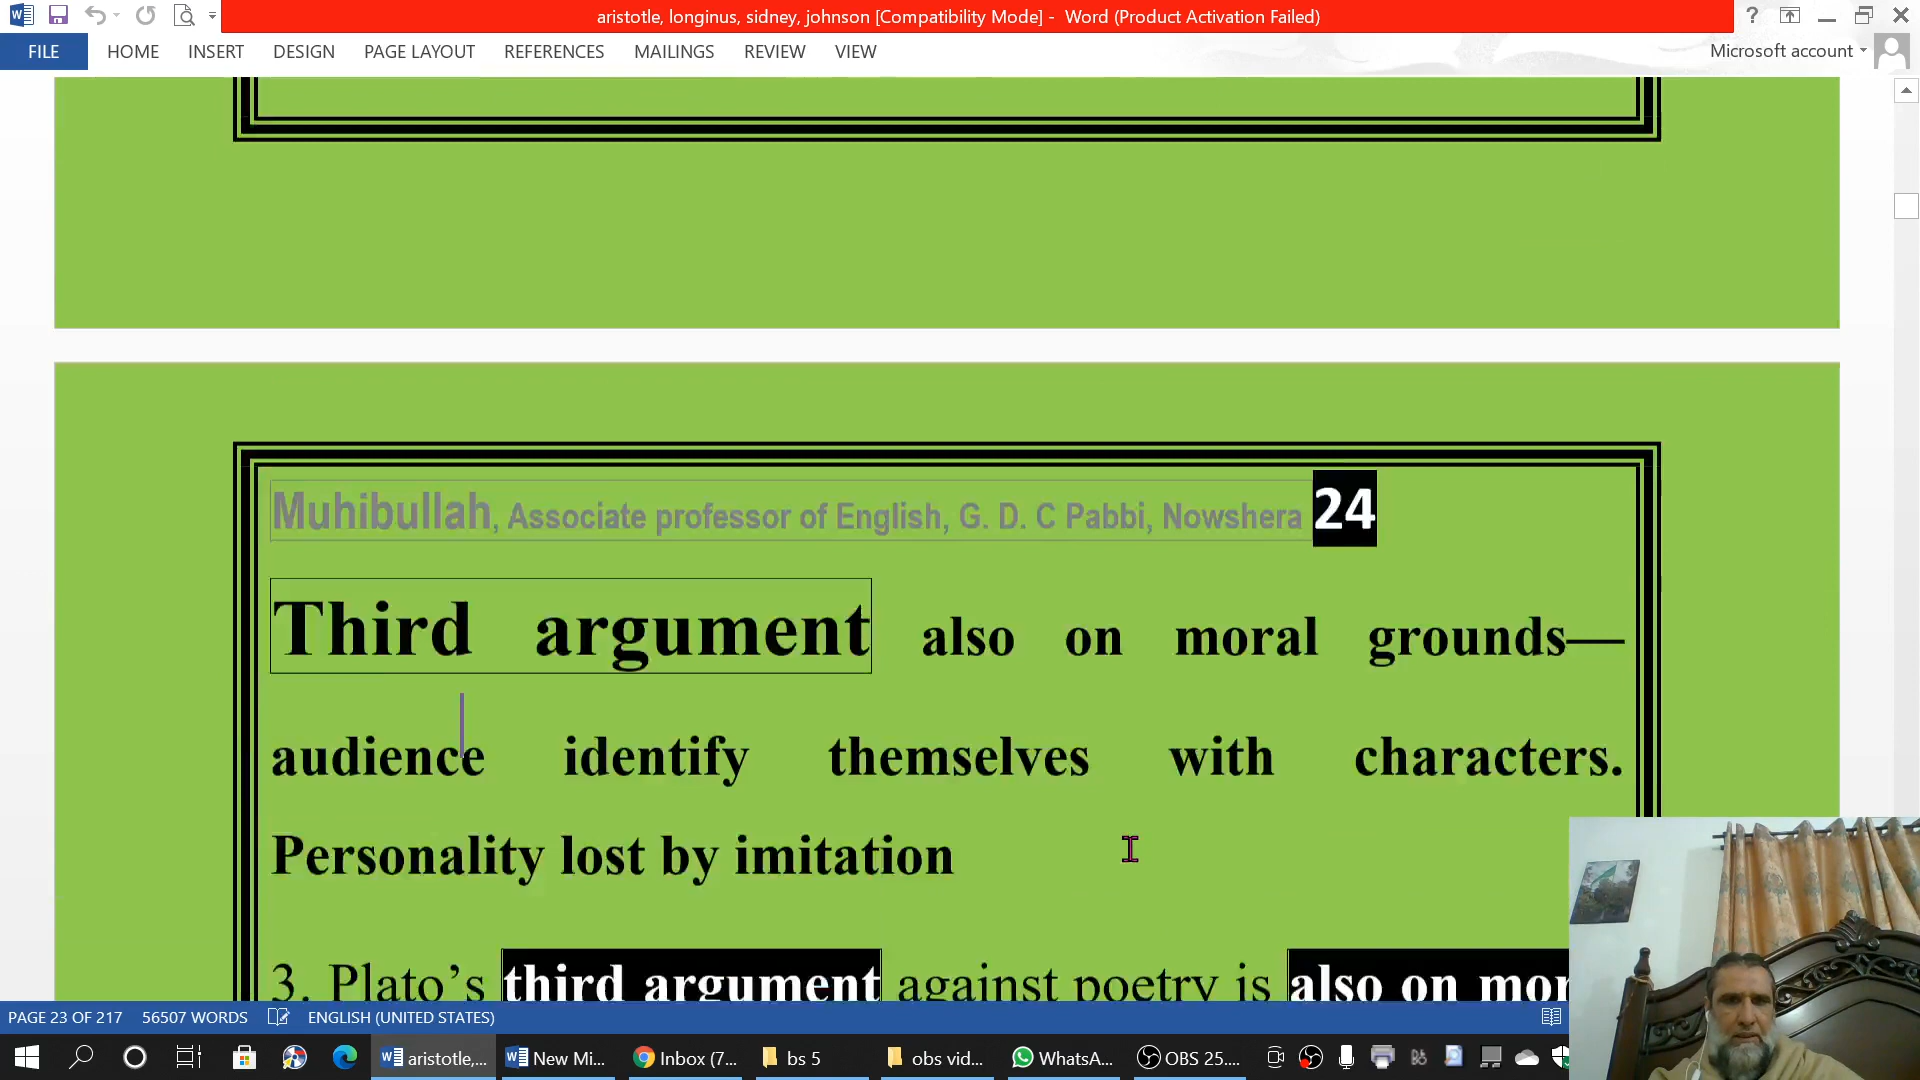 aristotle, longinus, sidney, johnson [Compatibility Mode] - Word (Product Activation Failed)
FILE HOME INSERT DESIGN PAGE LAYOUT REFERENCES MAILINGS REVIEW VIEW Microsoft account
Muhibullah, Associate professor of English, G. D. C Pabbi, Nowshera 24
Third argument also on moral grounds—
audience identify themselves with characters.
Personality lost by imitation
3. Plato's third argument against poetry is also on mor
PAGE 23 OF 217 56507 WORDS ENGLISH (UNITED STATES)
aristotle,... New Mi... Inbox (7... bs 5 obs vid... WhatsA... OBS 25....